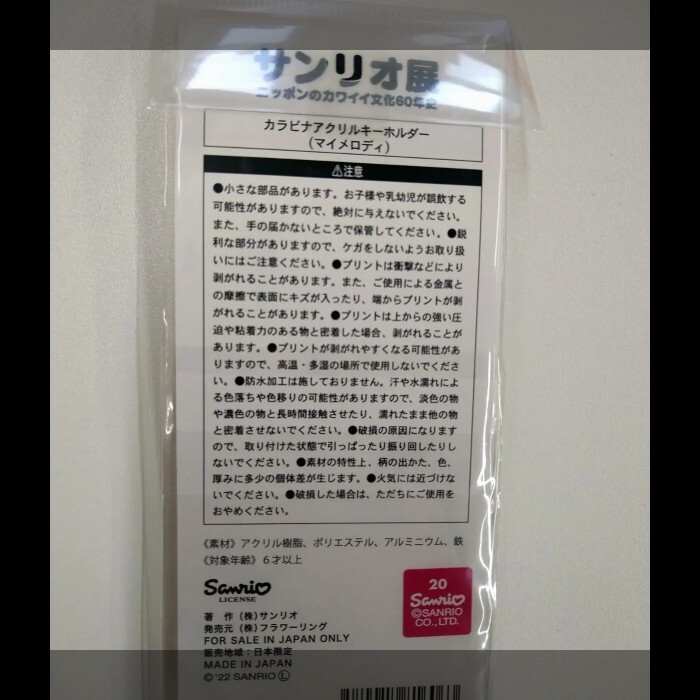 サンリオ展
ニッポンのカワイイ文化60年史
カラビナアクリルキーホルダー
(マイメロディ)
⚠注意
●小さな部品があります。お子様や乳幼児が誤飲する
可能性がありますので、絶対に与えないでください。
また、手の届かないところで保管してください。●鋭
利な部分がありますので、ケガをしないようお取り扱
いにはご注意ください。●プリントは衝撃などにより
剥がれることがあります。また、ご使用による金属と
の摩擦で表面にキズが入ったり、端からプリントが剥
がれることがあります。●プリントは上からの強い圧
迫や粘着力のある物と密着した場合、剥がれることが
あります。●プリントが剥がれやすくなる可能性があ
りますので、高温・多湿の場所で使用しないでくださ
い。●防水加工は施しておりません。汗や水濡れによ
る色落ちや色移りの可能性がありますので、淡色の物
や濃色の物と長時間接触させたり、濡れたまま他の物
と密着させないでください。●破損の原因になります
ので、取り付けた状態で引っぱったり振り回したりし
ないでください。●素材の特性上、柄の出かた、色、
厚みに多少の個体差が生じます。●火気には近づけな
いでください。●破損した場合は、ただちにご使用を
おやめください。
《素材》アクリル樹脂、ポリエステル、アルミニウム、鉄
《対象年齢》6才以上
Sanrio
LICENSE
著 作 (株)サンリオ
発売元 (株)フラワーリング
FOR SALE IN JAPAN ONLY
販売地域:日本限定
MADE IN JAPAN
©'22 SANRIO Ⓛ
20
Sanrio
©SANRIO
CO., LTD.